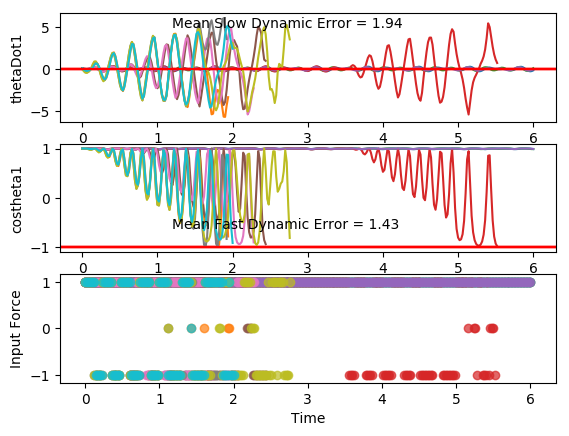 Mean Slow Dynamic Error = 1.94
thetaDot1
5
0
−5
0 1 2 3 4 5 6
Mean Fast Dynamic Error = 1.43
costheta1
1
0
−1
0 1 2 3 4 5 6
Input Force
1
0
−1
0 1 2 3 4 5 6
Time